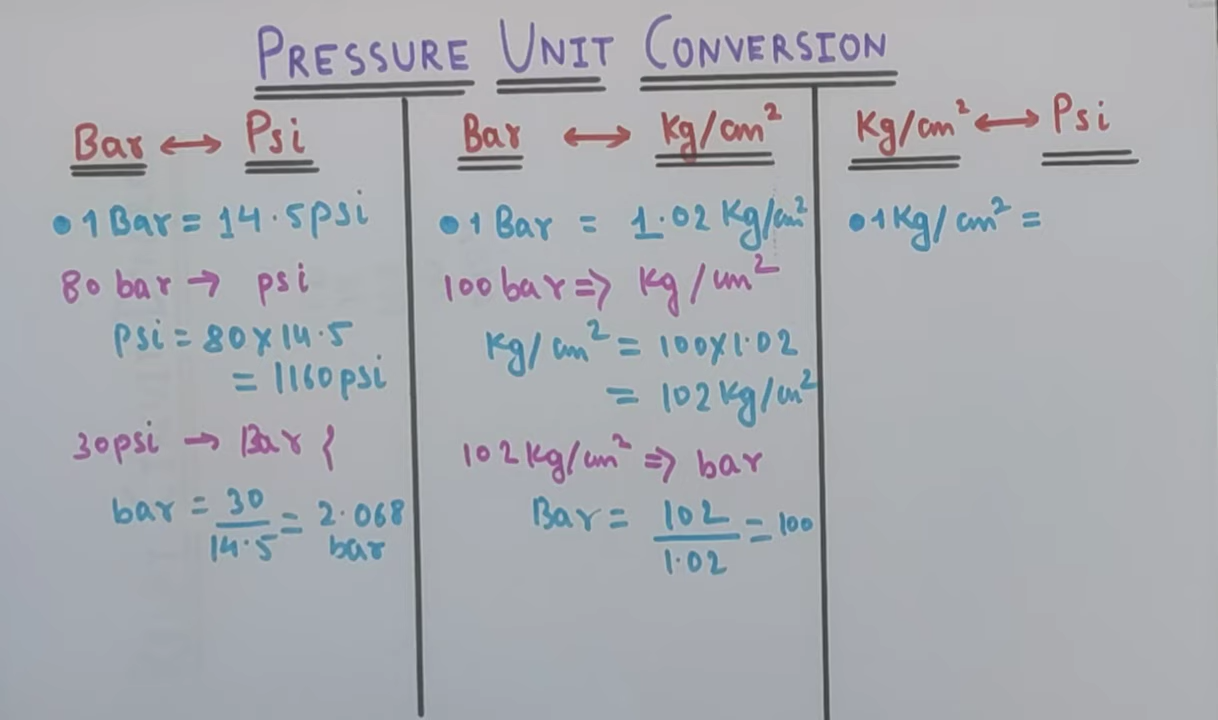 PRESSURE UNIT CONVERSION
Bar ↔ Psi
• 1 Bar = 14.5 psi
80 bar → psi
psi = 80 x 14.5
= 1160 psi
30 psi → Bar {
bar = 30/14.5 = 2.068 bar
Bar ↔ Kg/cm²
• 1 Bar = 1.02 Kg/cm²
100 bar ⇒ Kg/cm²
Kg/cm² = 100 x 1.02
= 102 Kg/cm²
102 Kg/cm² ⇒ bar
Bar = 102/1.02 = 100
Kg/cm² ↔ Psi
• 1 Kg/cm² =